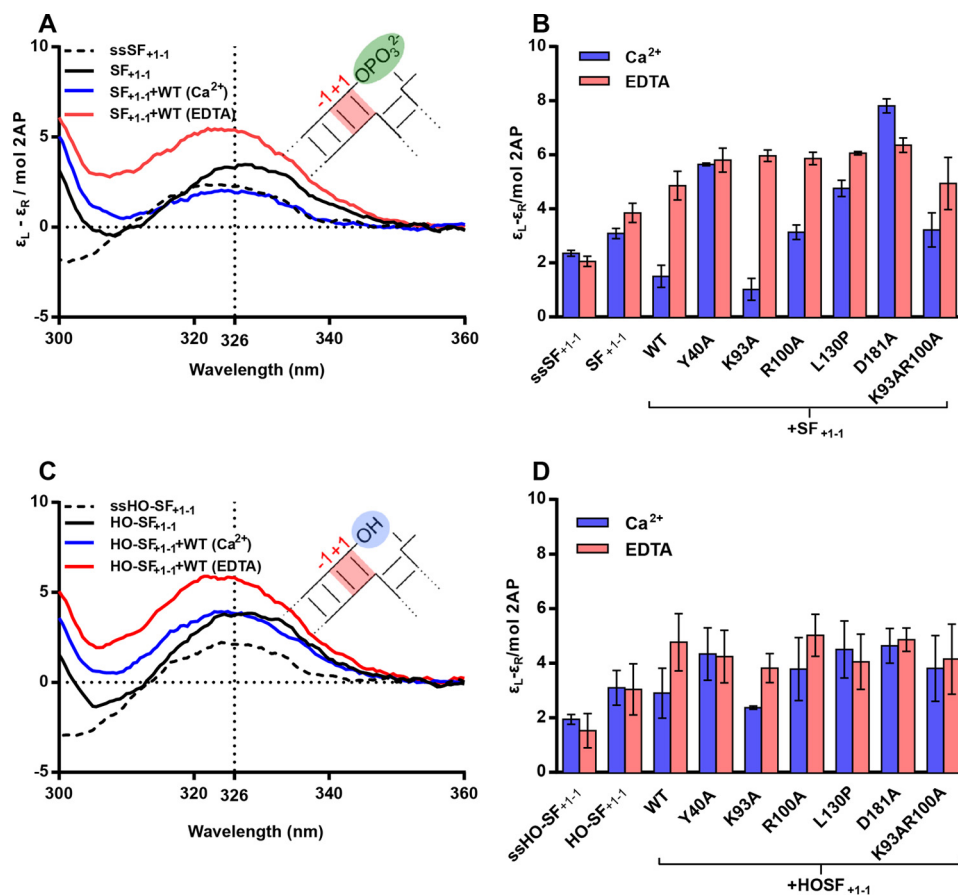 A
10
5
0
-5
300
320
326
340
360
εL - εR / mol 2AP
Wavelength (nm)
ssSF+1-1
SF+1-1
SF+1-1+WT (Ca2+)
SF+1-1+WT (EDTA)
-1+1
OPO3 2-
B
Ca2+
EDTA
10
8
6
4
2
0
εL-εR/mol 2AP
ssSF+1-1
SF+1-1
WT
Y40A
K93A
R100A
L130P
D181A
K93AR100A
+SF +1-1
C
10
5
0
-5
300
320
326
340
360
Wavelength (nm)
ssHO-SF+1-1
HO-SF+1-1
HO-SF+1-1+WT (Ca2+)
HO-SF+1-1+WT (EDTA)
-1+1
OH
D
Ca2+
EDTA
10
8
6
4
2
0
εL-εR/mol 2AP
ssHO-SF+1-1
HO-SF+1-1
WT
Y40A
K93A
R100A
L130P
D181A
K93AR100A
+HOSF+1-1